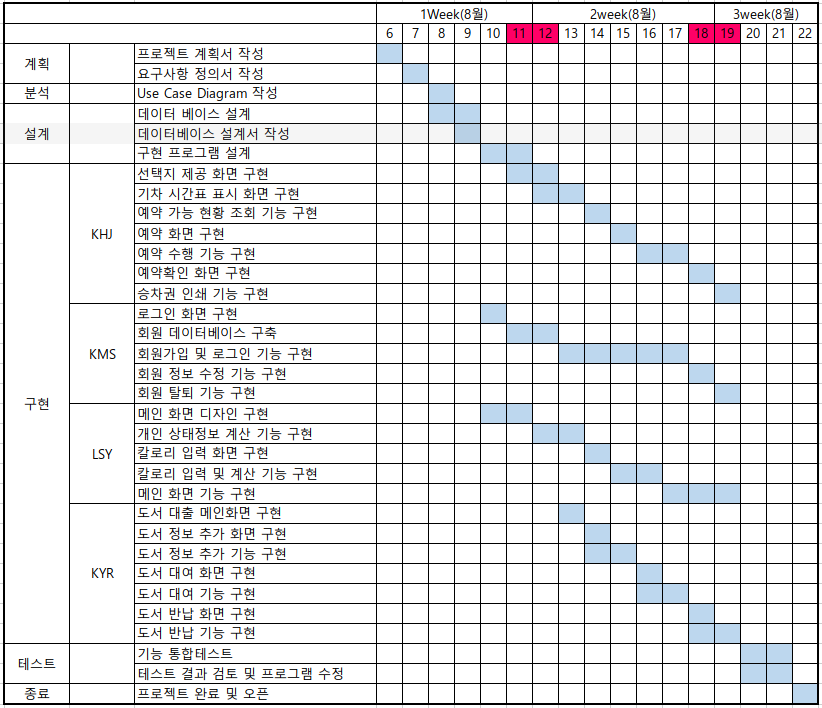 1Week(8월) 2week(8월) 3week(8월)
6 7 8 9 10 11 12 13 14 15 16 17 18 19 20 21 22
계획 프로젝트 계획서 작성
요구사항 정의서 작성
분석 Use Case Diagram 작성
데이터 베이스 설계
설계 데이터베이스 설계서 작성
구현 프로그램 설계
선택지 제공 화면 구현
기차 시간표 표시 화면 구현
예약 가능 현황 조회 기능 구현
KHJ 예약 화면 구현
예약 수행 기능 구현
예약확인 화면 구현
승차권 인쇄 기능 구현
로그인 화면 구현
회원 데이터베이스 구축
KMS 회원가입 및 로그인 기능 구현
회원 정보 수정 기능 구현
회원 탈퇴 기능 구현
구현
메인 화면 디자인 구현
개인 상태정보 계산 기능 구현
LSY 칼로리 입력 화면 구현
칼로리 입력 및 계산 기능 구현
메인 화면 기능 구현
도서 대출 메인화면 구현
도서 정보 추가 화면 구현
도서 정보 추가 기능 구현
KYR 도서 대여 화면 구현
도서 대여 기능 구현
도서 반납 화면 구현
도서 반납 기능 구현
테스트 기능 통합테스트
테스트 결과 검토 및 프로그램 수정
종료 프로젝트 완료 및 오픈